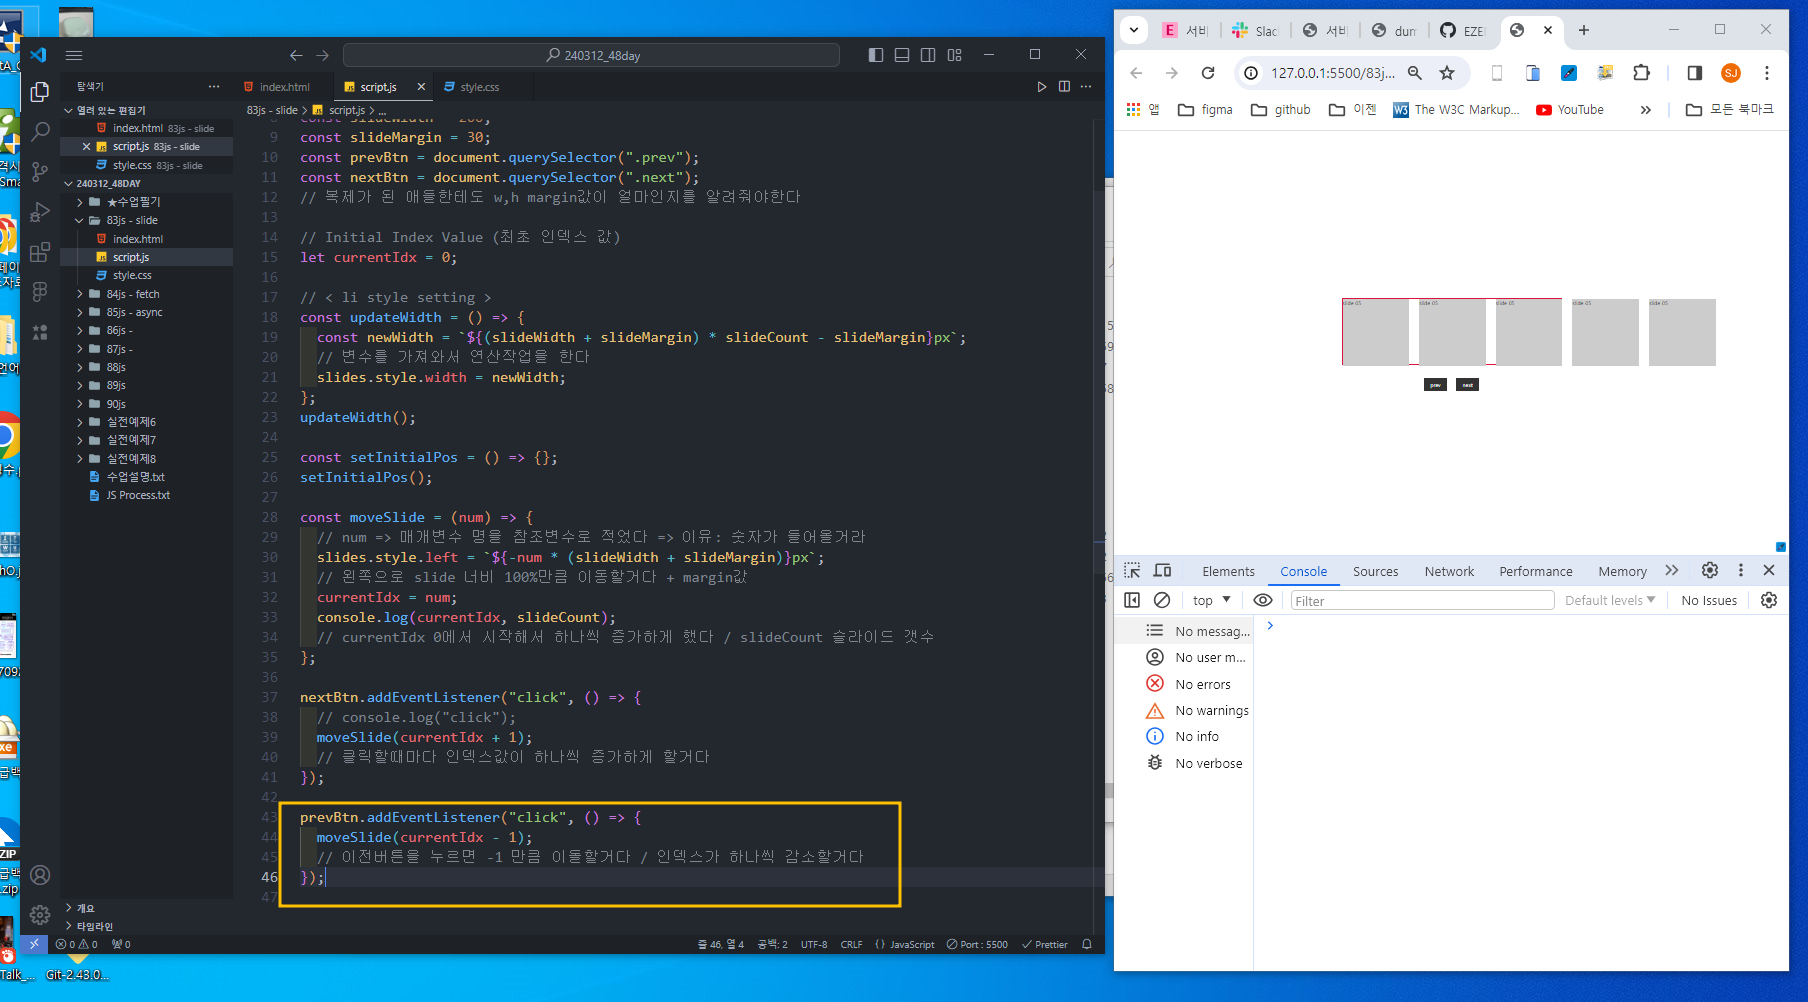 240312_48day
탐색기
index.html
script.js
style.css
83js - slide > script.js > ...
열려 있는 편집기
index.html 83js - slide
script.js 83js - slide
style.css 83js - slide
240312_48DAY
★수업필기
83js - slide
index.html
script.js
style.css
84js - fetch
85js - async
86js -
87js -
88js
89js
90js
실전예제6
실전예제7
실전예제8
수업설명.txt
JS Process.txt
개요
타임라인
9 const slideMargin = 30;
10 const prevBtn = document.querySelector(".prev");
11 const nextBtn = document.querySelector(".next");
12 // 복제가 된 애들한테도 w,h margin값이 얼마인지를 알려줘야한다
13
14 // Initial Index Value (최초 인덱스 값)
15 let currentIdx = 0;
16
17 // < li style setting >
18 const updateWidth = () => {
19 const newWidth = `${(slideWidth + slideMargin) * slideCount - slideMargin}px`;
20 // 변수를 가져와서 연산작업을 한다
21 slides.style.width = newWidth;
22 };
23 updateWidth();
24
25 const setInitialPos = () => {};
26 setInitialPos();
27
28 const moveSlide = (num) => {
29 // num => 매개변수 명을 참조변수로 적었다 => 이유: 숫자가 들어올거라
30 slides.style.left = `${-num * (slideWidth + slideMargin)}px`;
31 // 왼쪽으로 slide 너비 100%만큼 이동할거다 + margin값
32 currentIdx = num;
33 console.log(currentIdx, slideCount);
34 // currentIdx 0에서 시작해서 하나씩 증가하게 했다 / slideCount 슬라이드 갯수
35 };
36
37 nextBtn.addEventListener("click", () => {
38 // console.log("click");
39 moveSlide(currentIdx + 1);
40 // 클릭할때마다 인덱스값이 하나씩 증가하게 할거다
41 });
42
43 prevBtn.addEventListener("click", () => {
44 moveSlide(currentIdx - 1);
45 // 이전버튼을 누르면 -1 만큼 이동할거다 / 인덱스가 하나씩 감소할거다
46 });
47
0 0 0
줄 46, 열 4 공백: 2 UTF-8 CRLF {} JavaScript Port : 5500 Prettier
Git-2.43.0...
E 서비 Slac 서비 dum EZE
127.0.0.1:5500/83j...
SJ
앱 figma github 이젠 The W3C Markup... YouTube » 모든 북마크
slide 05 slide 05 slide 05 slide 05 slide 05
prev next
Elements Console Sources Network Performance Memory
top Filter Default levels No Issues
No messag...
No user m...
No errors
No warnings
No info
No verbose